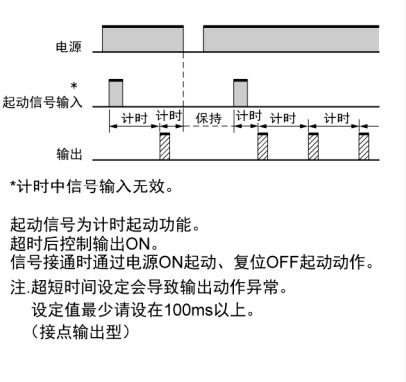 电源
*
起动信号输入
计时 计时 保持 计时 计时 计时
输出
*计时中信号输入无效。
起动信号为计时起动功能。
超时后控制输出ON。
信号接通时通过电源ON起动、复位OFF起动动作。
注.超短时间设定会导致输出动作异常。
设定值最少请设在100ms以上。
（接点输出型）